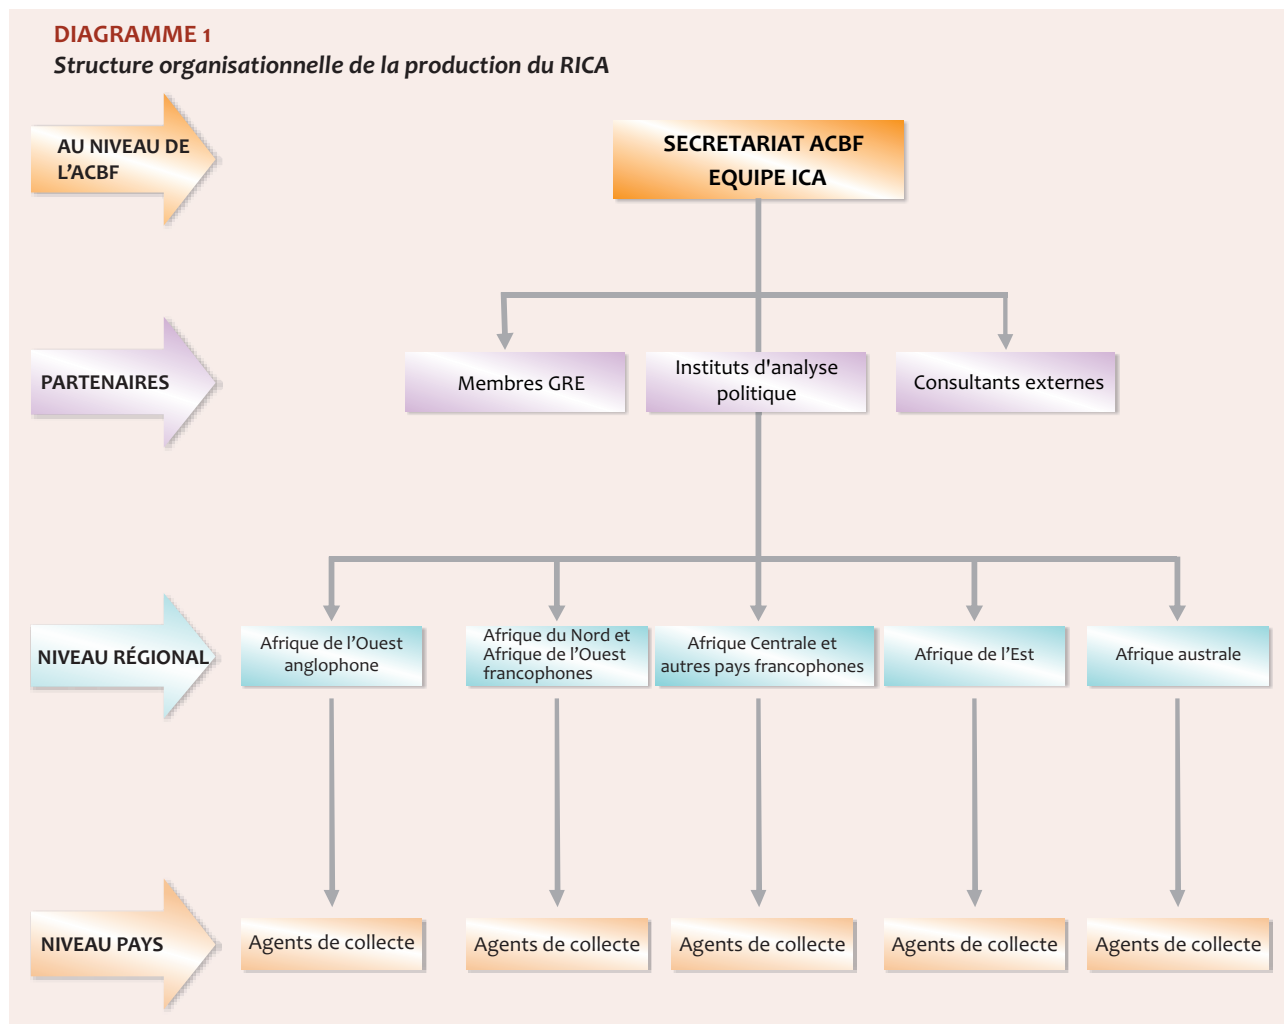 DIAGRAMME 1
Structure organisationnelle de la production du RICA
AU NIVEAU DE
L’ACBF
SECRETARIAT ACBF
EQUIPE ICA
PARTENAIRES
Membres GRE
Instituts d'analyse
politique
Consultants externes
NIVEAU RÉGIONAL
Afrique de l’Ouest
anglophone
Afrique du Nord et
Afrique de l’Ouest
francophones
Afrique Centrale et
autres pays francophones
Afrique de l’Est
Afrique australe
NIVEAU PAYS
Agents de collecte
Agents de collecte
Agents de collecte
Agents de collecte
Agents de collecte